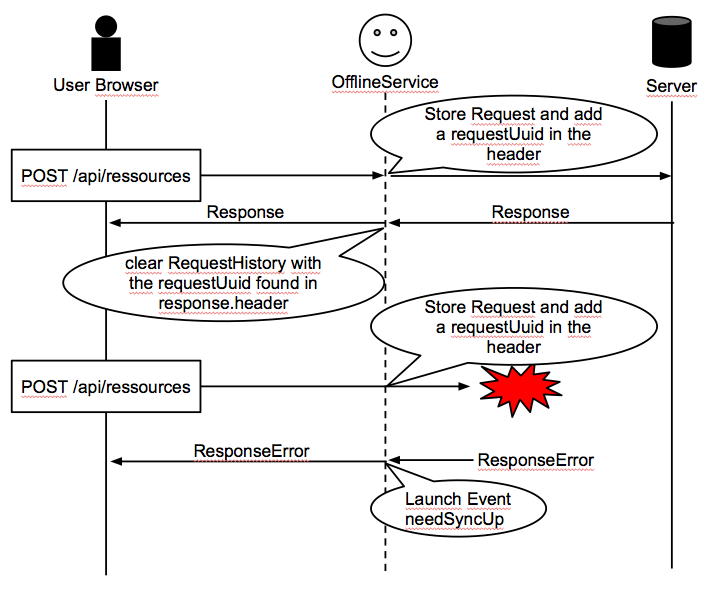 User Browser
OfflineService
Server
Store Request and add
a requestUuid in the
header
POST /api/ressources
Response
Response
clear RequestHistory with
the requestUuid found in
response.header
Store Request and add
a requestUuid in the
header
POST /api/ressources
ResponseError
ResponseError
Launch Event
needSyncUp